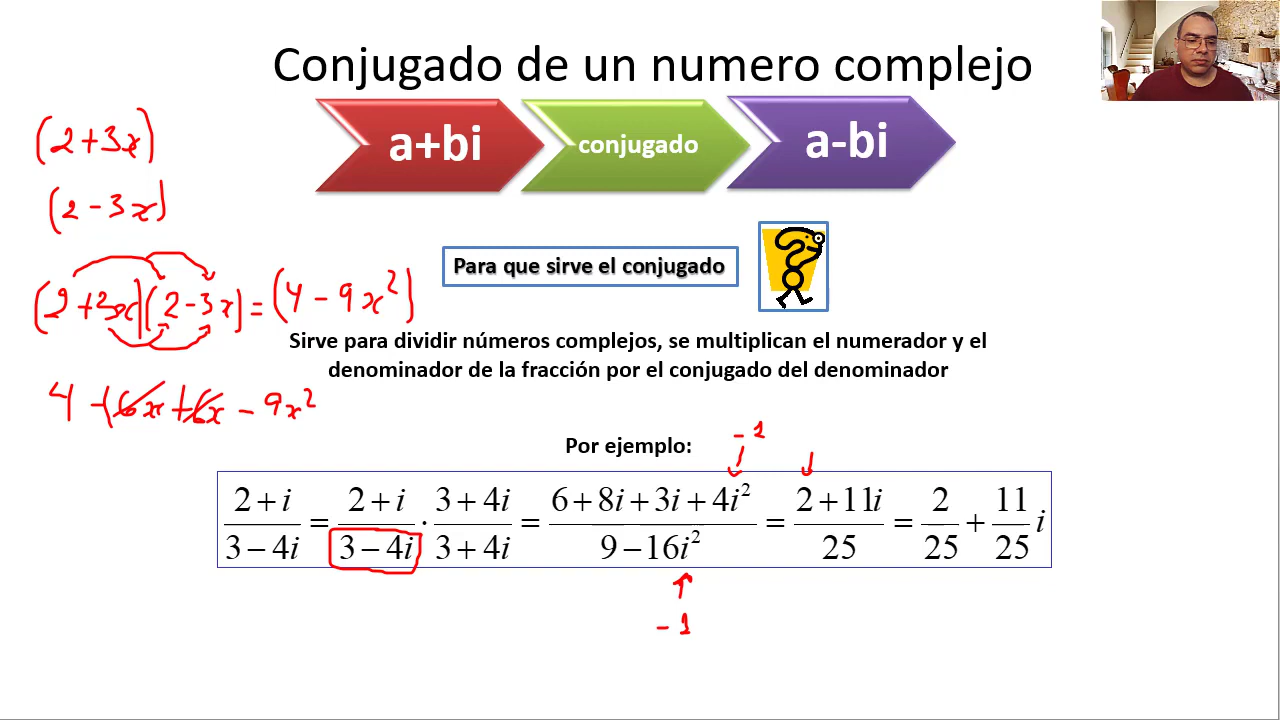 Conjugado de un numero complejo
a+bi conjugado a-bi
(2+3x)
(2-3x)
Para que sirve el conjugado
(2+3x)(2-3x)=(4-9x²)
Sirve para dividir números complejos, se multiplican el numerador y el
denominador de la fracción por el conjugado del denominador
4-6x+6x-9x²
Por ejemplo:
-1
(2+i)/(3-4i) = (2+i)/(3-4i) · (3+4i)/(3+4i) = (6+8i+3i+4i²)/(9-16i²) = (2+11i)/25 = 2/25 + 11/25 i
-1